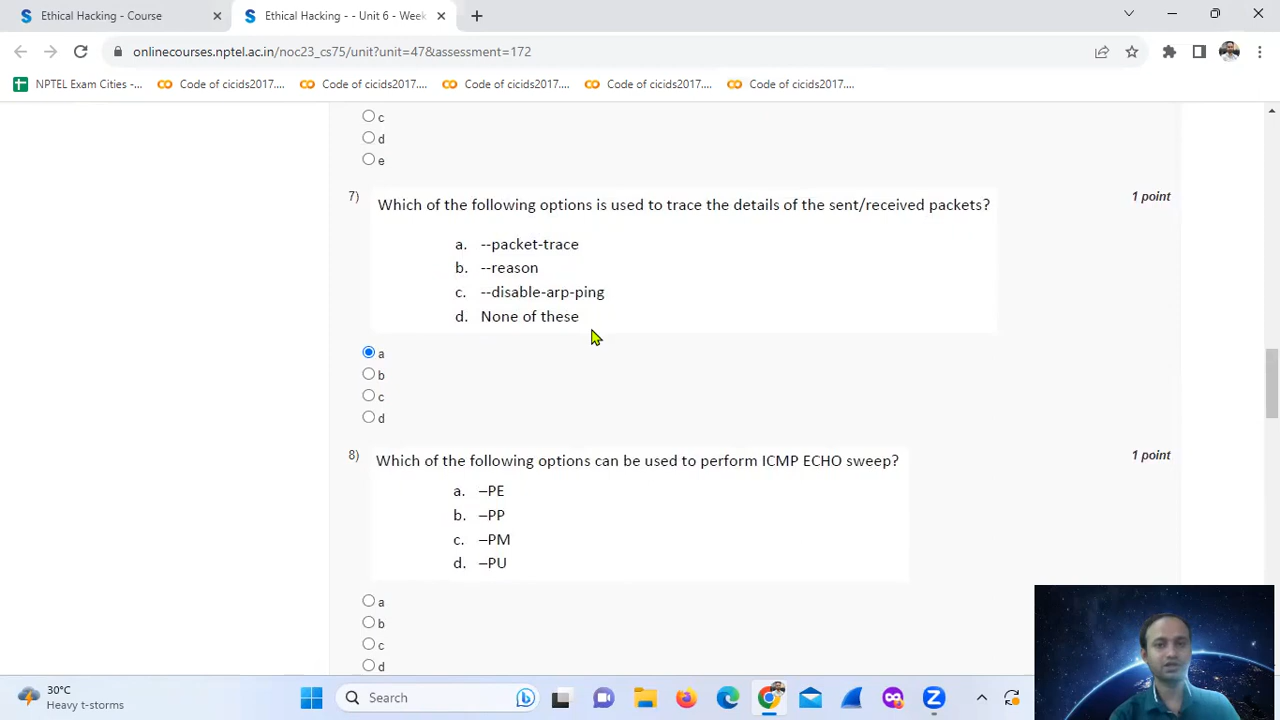 Ethical Hacking - Course
Ethical Hacking - - Unit 6 - Week
onlinecourses.nptel.ac.in/noc23_cs75/unit?unit=47&assessment=172
NPTEL Exam Cities -...
Code of cicids2017....
Code of cicids2017....
Code of cicids2017....
Code of cicids2017....
Code of cicids2017....
c
d
e
7)
Which of the following options is used to trace the details of the sent/received packets?
1 point
a. --packet-trace
b. --reason
c. --disable-arp-ping
d. None of these
a
b
c
d
8)
Which of the following options can be used to perform ICMP ECHO sweep?
1 point
a. –PE
b. –PP
c. –PM
d. –PU
a
b
c
d
30°C
Heavy t-storms
Search